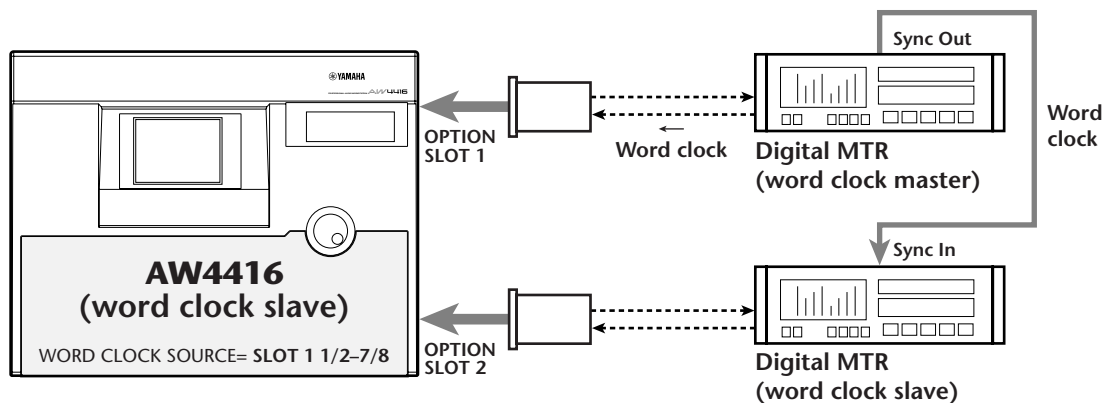 Sync Out
YAMAHA
AW4416
OPTION
SLOT 1
Word clock
Digital MTR
(word clock master)
Word
clock
AW4416
(word clock slave)
WORD CLOCK SOURCE= SLOT 1 1/2–7/8
OPTION
SLOT 2
Sync In
Digital MTR
(word clock slave)